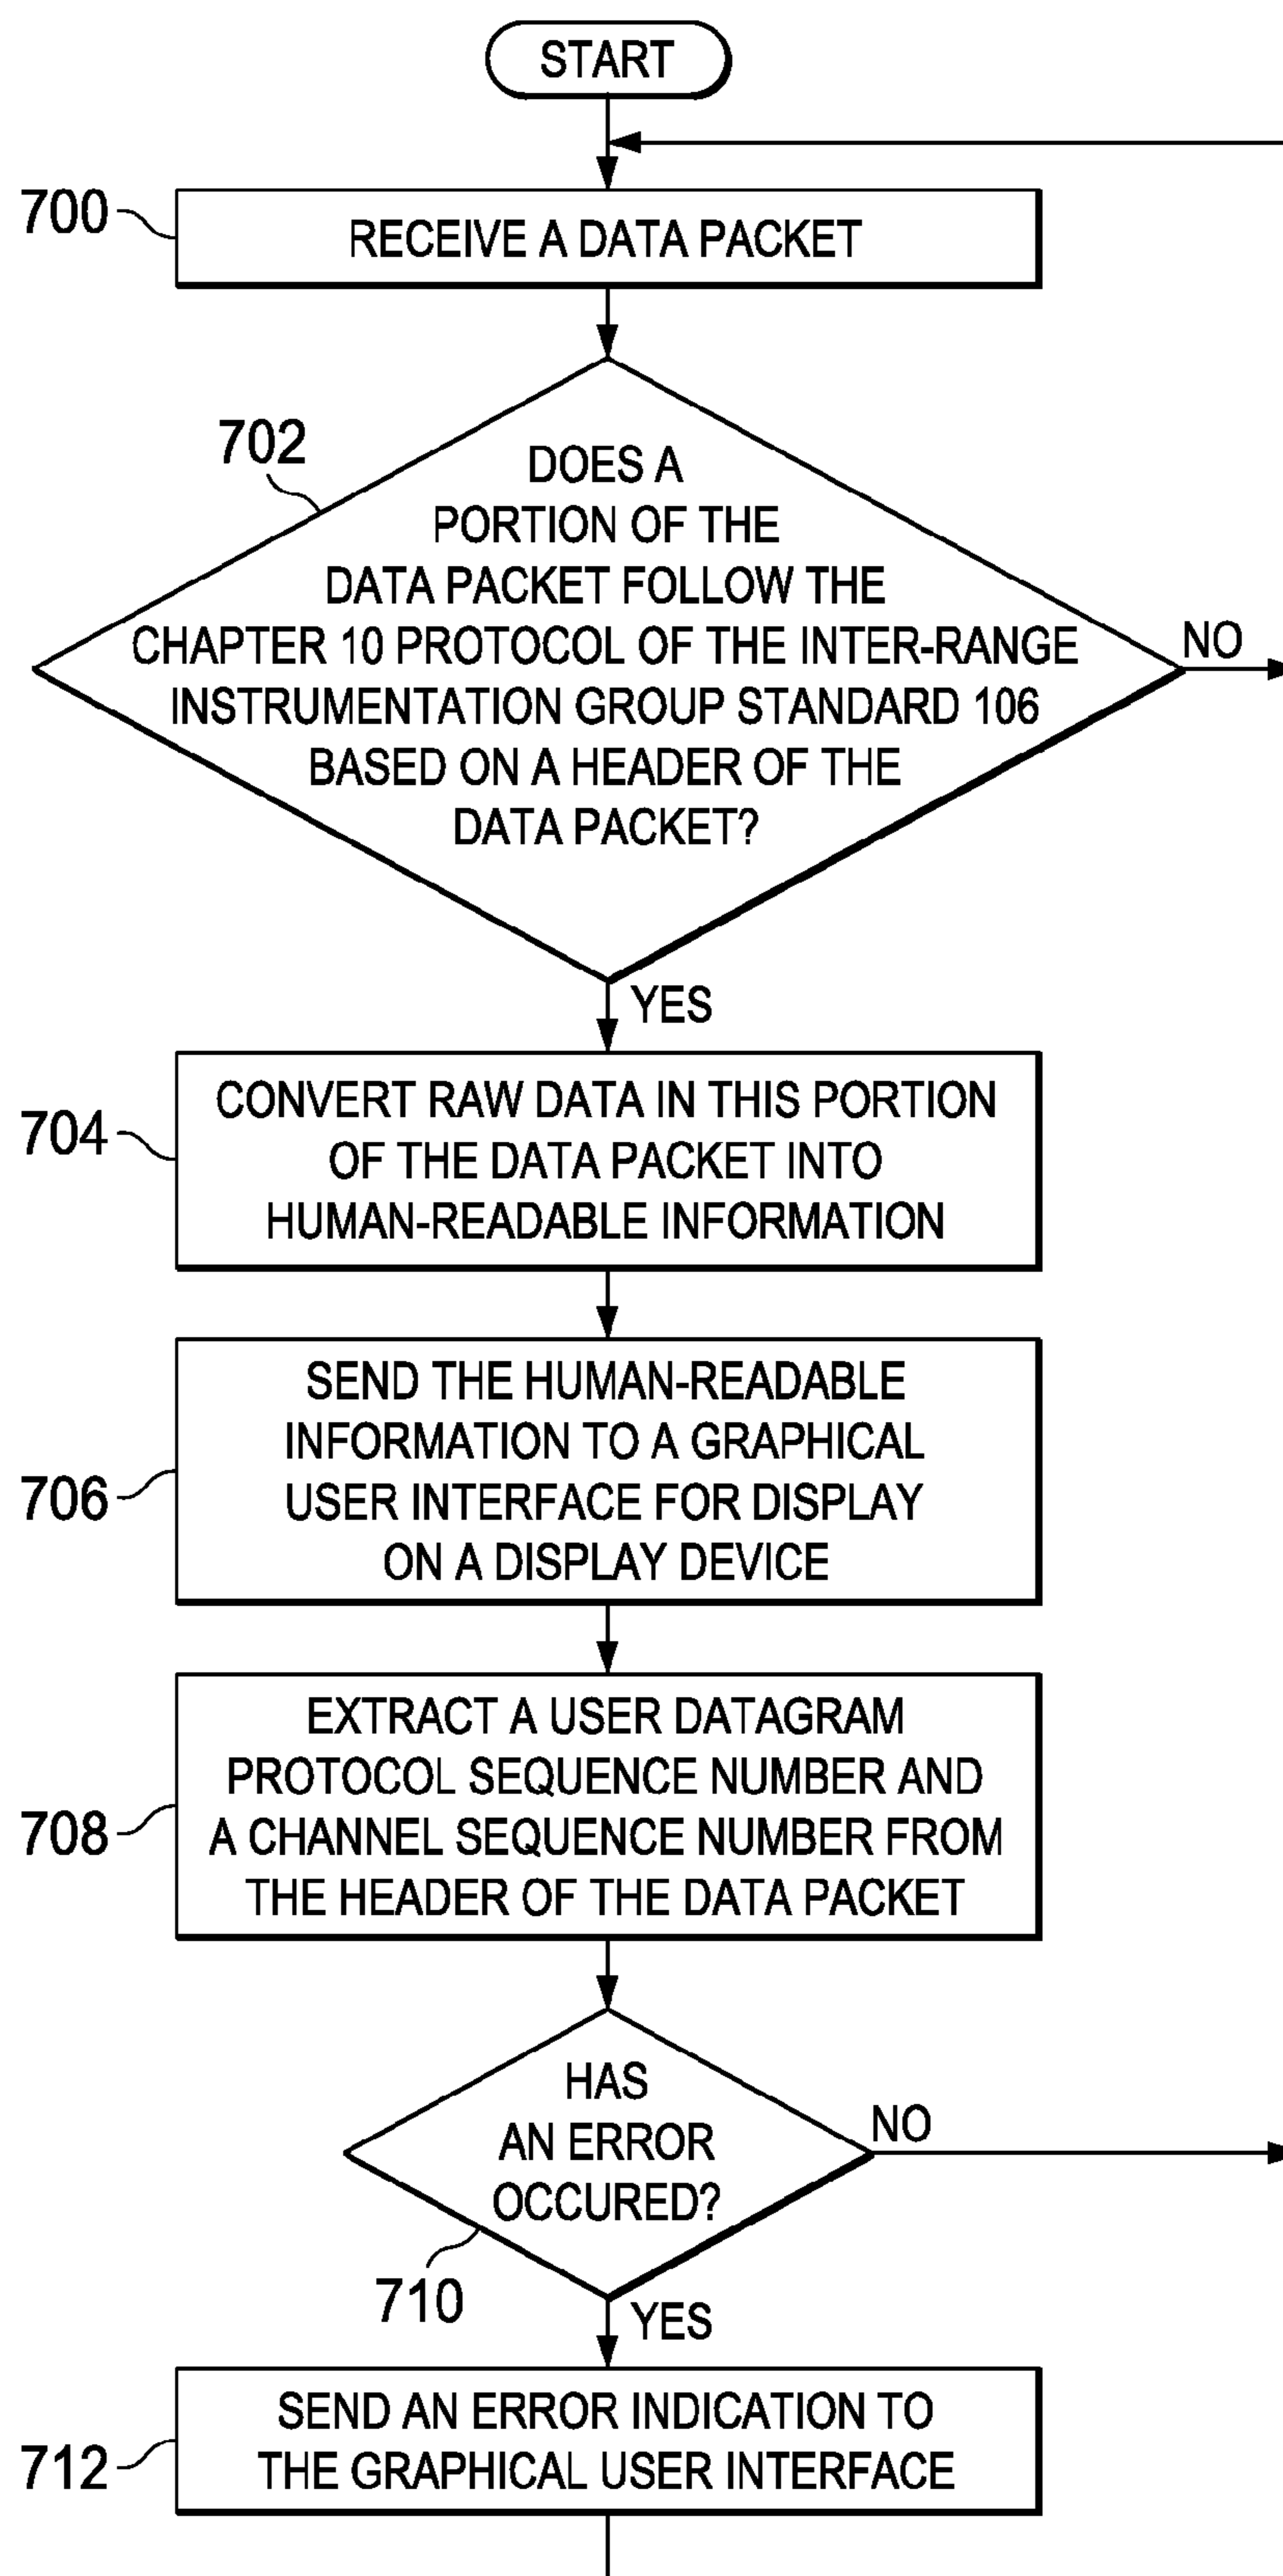 START
700
RECEIVE A DATA PACKET
702
DOES A
PORTION OF THE
DATA PACKET FOLLOW THE
CHAPTER 10 PROTOCOL OF THE INTER-RANGE
INSTRUMENTATION GROUP STANDARD 106
BASED ON A HEADER OF THE
DATA PACKET?
NO
YES
704
CONVERT RAW DATA IN THIS PORTION
OF THE DATA PACKET INTO
HUMAN-READABLE INFORMATION
706
SEND THE HUMAN-READABLE
INFORMATION TO A GRAPHICAL
USER INTERFACE FOR DISPLAY
ON A DISPLAY DEVICE
708
EXTRACT A USER DATAGRAM
PROTOCOL SEQUENCE NUMBER AND
A CHANNEL SEQUENCE NUMBER FROM
THE HEADER OF THE DATA PACKET
HAS
AN ERROR
OCCURED?
NO
710
YES
712
SEND AN ERROR INDICATION TO
THE GRAPHICAL USER INTERFACE